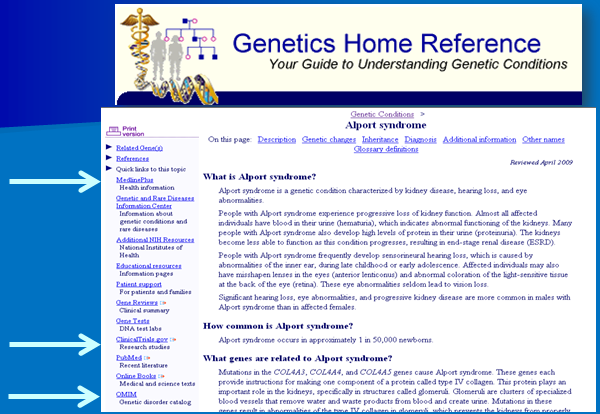 Genetics Home Reference
Your Guide to Understanding Genetic Conditions
Genetic Conditions >
Alport syndrome
Print
version
On this page: Description Genetic changes Inheritance Diagnosis Additional information Other names
Glossary definitions
Reviewed April 2009
Related Gene(s)
References
Quick links to this topic
MedlinePlus
Health information
Genetic and Rare Diseases
Information Center
Information about
genetic conditions and
rare diseases
Additional NIH Resources
National Institutes of
Health
Educational resources
Information pages
Patient support
For patients and families
Gene Reviews
Clinical summary
Gene Tests
DNA test labs
ClinicalTrials.gov
Research studies
PubMed
Recent literature
Online Books
Medical and science texts
OMIM
Genetic disorder catalog
What is Alport syndrome?
Alport syndrome is a genetic condition characterized by kidney disease, hearing loss, and eye
abnormalities.
People with Alport syndrome experience progressive loss of kidney function. Almost all affected
individuals have blood in their urine (hematuria), which indicates abnormal functioning of the kidneys. Many
people with Alport syndrome also develop high levels of protein in their urine (proteinuria). The kidneys
become less able to function as this condition progresses, resulting in end-stage renal disease (ESRD).
People with Alport syndrome frequently develop sensorineural hearing loss, which is caused by
abnormalities of the inner ear, during late childhood or early adolescence. Affected individuals may also
have misshapen lenses in the eyes (anterior lenticonus) and abnormal coloration of the light-sensitive tissue
at the back of the eye (retina). These eye abnormalities seldom lead to vision loss.
Significant hearing loss, eye abnormalities, and progressive kidney disease are more common in males with
Alport syndrome than in affected females.
How common is Alport syndrome?
Alport syndrome occurs in approximately 1 in 50,000 newborns.
What genes are related to Alport syndrome?
Mutations in the COL4A3, COL4A4, and COL4A5 genes cause Alport syndrome. These genes each
provide instructions for making one component of a protein called type IV collagen. This protein plays an
important role in the kidneys, specifically in structures called glomeruli. Glomeruli are clusters of specialized
blood vessels that remove water and waste products from blood and create urine. Mutations in these
genes result in abnormalities of the type IV collagen in glomeruli, which prevents the kidneys from properly